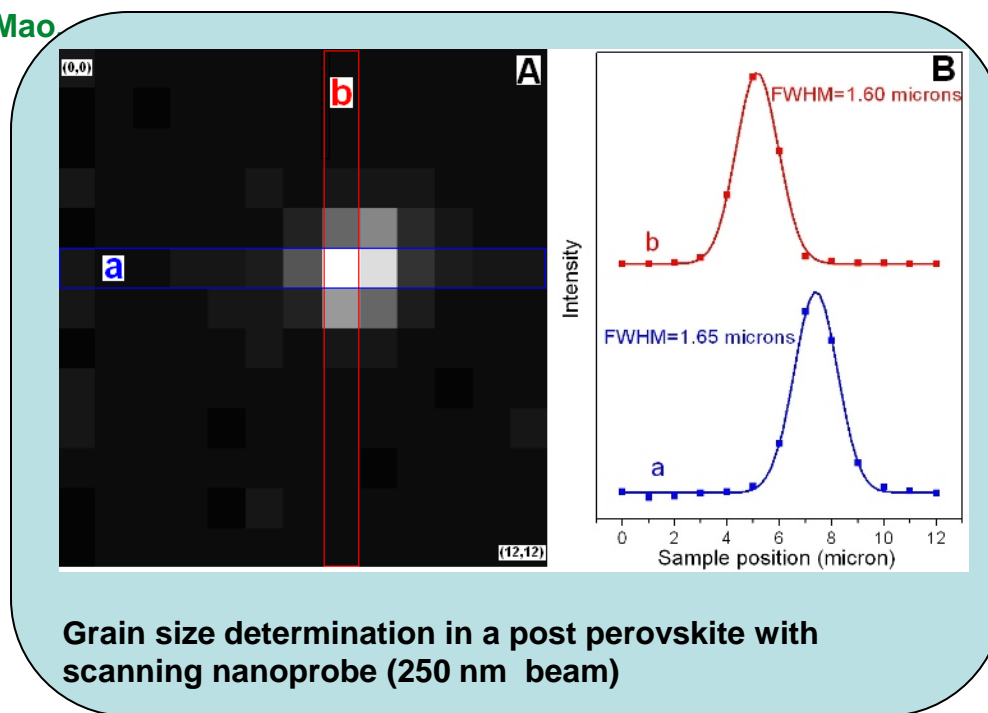 Mao
(0,0)
A
b
a
(12,12)
B
FWHM=1.60 microns
b
FWHM=1.65 microns
a
Intensity
0 2 4 6 8 10 12
Sample position (micron)
Grain size determination in a post perovskite with
scanning nanoprobe (250 nm beam)